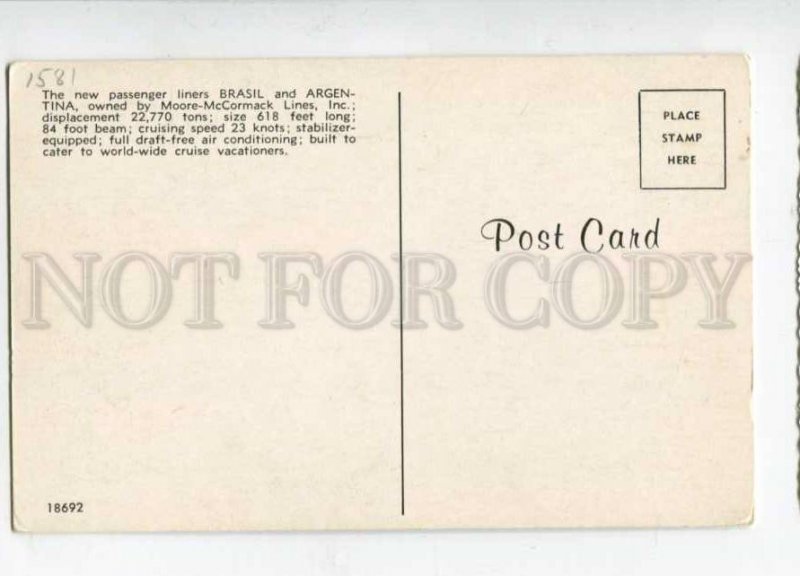 1581
The new passenger liners BRASIL and ARGEN-
TINA, owned by Moore-McCormack Lines, Inc.;
displacement 22,770 tons; size 618 feet long;
84 foot beam; cruising speed 23 knots; stabilizer-
equipped; full draft-free air conditioning; built to
cater to world-wide cruise vacationers.
PLACE
STAMP
HERE
Post Card
NOT FOR COPY
18692